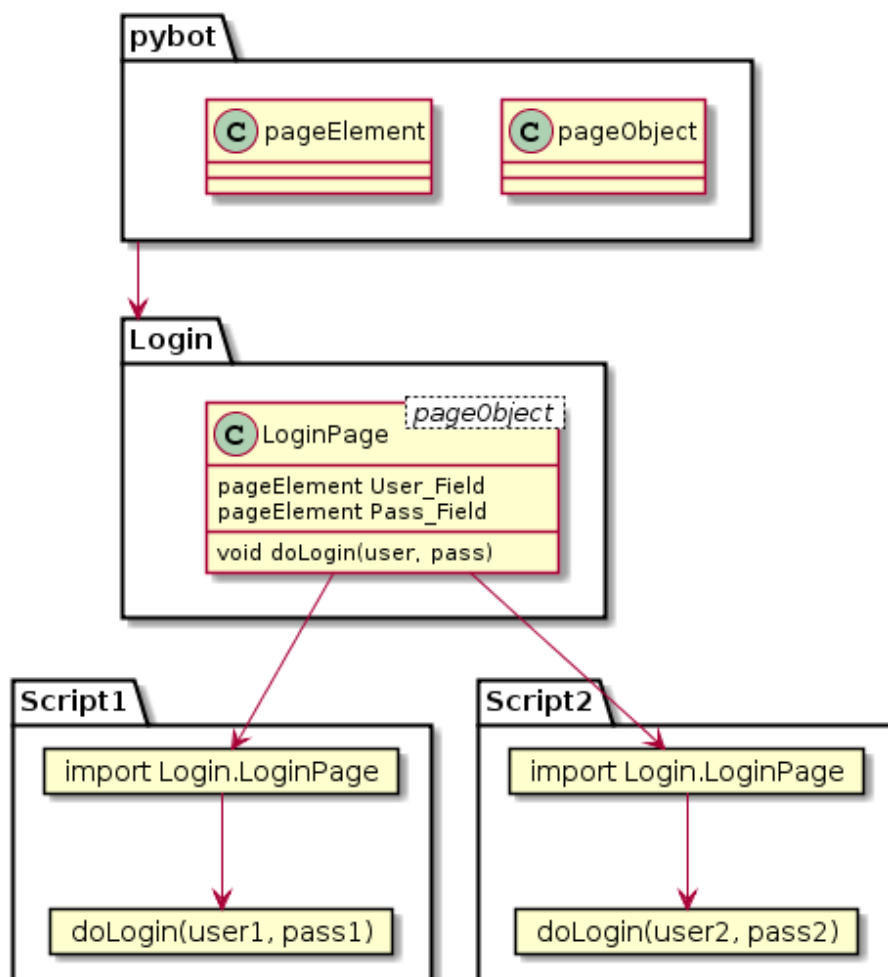 pybot
C pageElement
C pageObject
Login
pageObject
C LoginPage
pageElement User_Field
pageElement Pass_Field
void doLogin(user, pass)
Script1
import Login.LoginPage
doLogin(user1, pass1)
Script2
import Login.LoginPage
doLogin(user2, pass2)